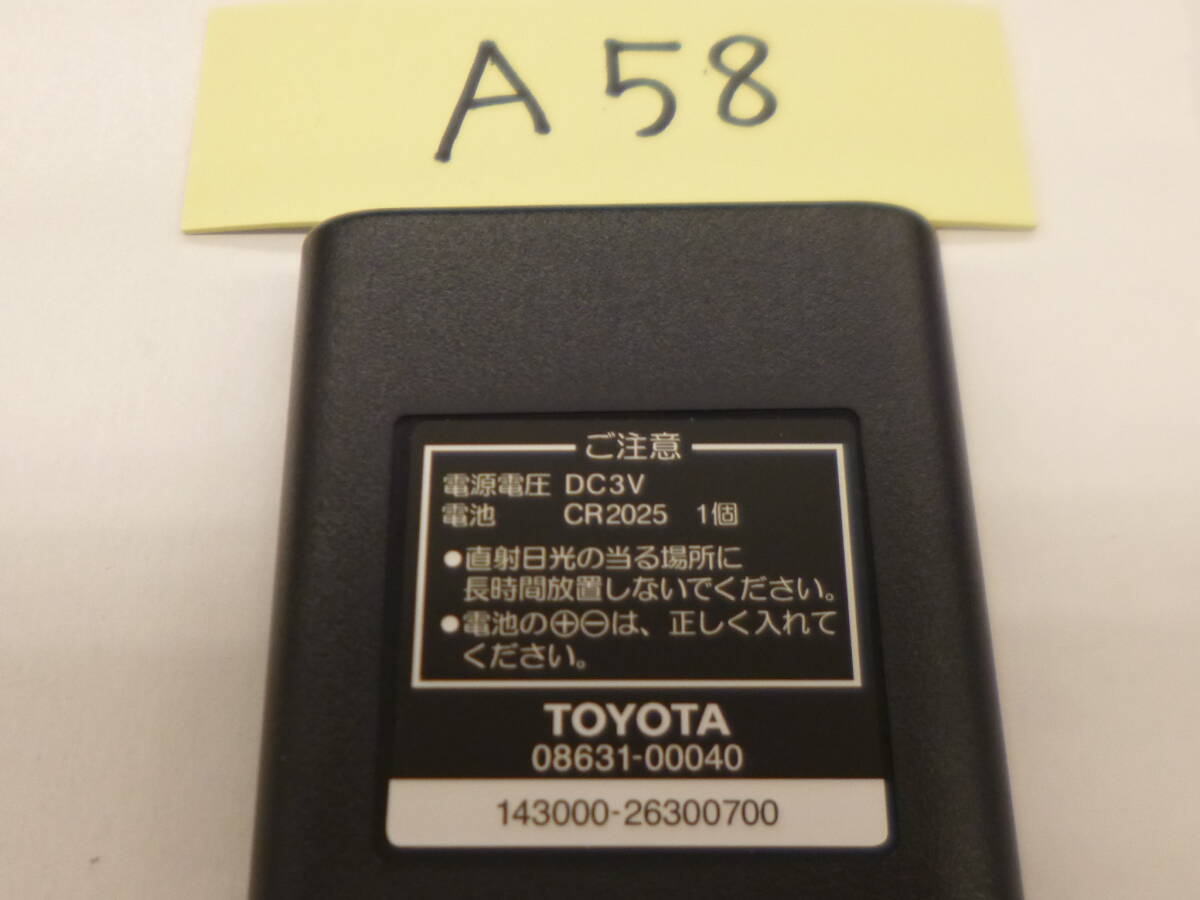 A58
ご注意
電源電圧 DC3V
電池 CR2025 1個
●直射日光の当る場所に
長時間放置しないでください。
●電池の⊕⊖は、正しく入れて
ください。
TOYOTA
08631-00040
143000-26300700